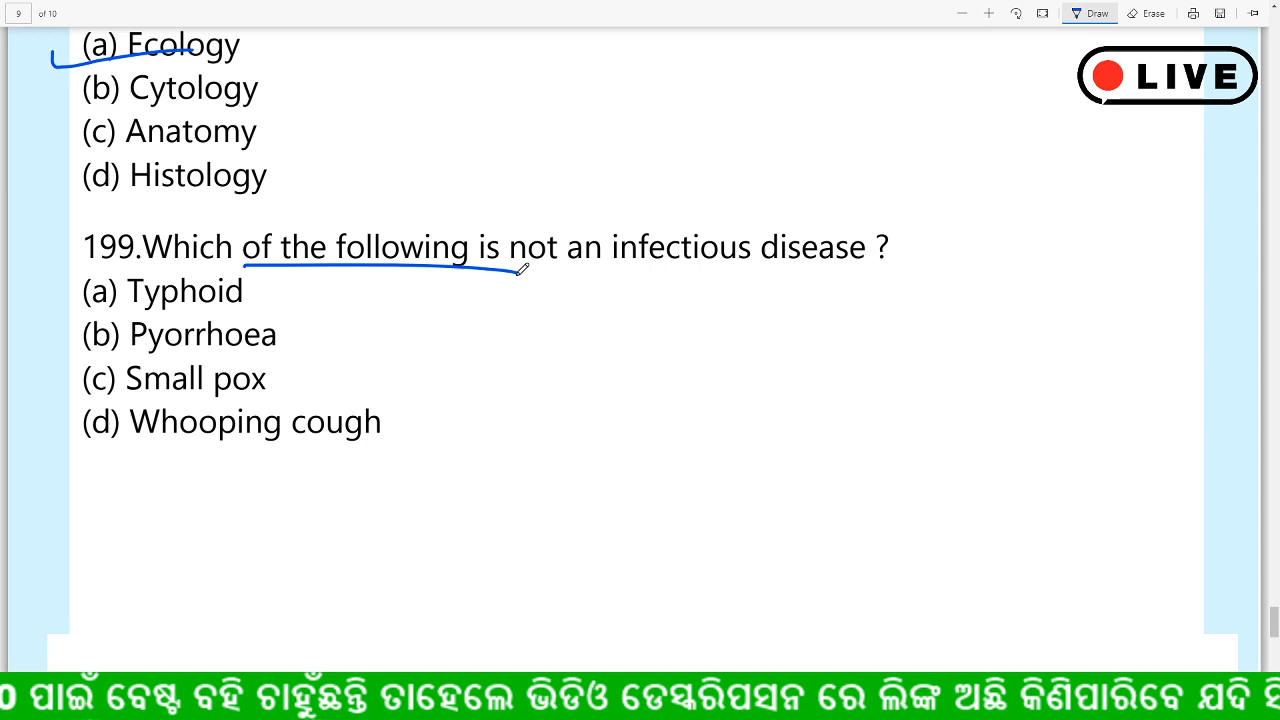 9 of 10 Draw Erase
(a) Ecology
LIVE
(b) Cytology
(c) Anatomy
(d) Histology
199.Which of the following is not an infectious disease ?
(a) Typhoid
(b) Pyorrhoea
(c) Small pox
(d) Whooping cough
0 ପାଇଁ ବେଷ୍ଟ ବହି ଚାହୁଁଛନ୍ତି ତାହେଲେ ଭିଡିଓ ଡେସ୍କରିପସନ ରେ ଲିଙ୍କ ଅଛି କିଣିପାରିବେ ଯଦି